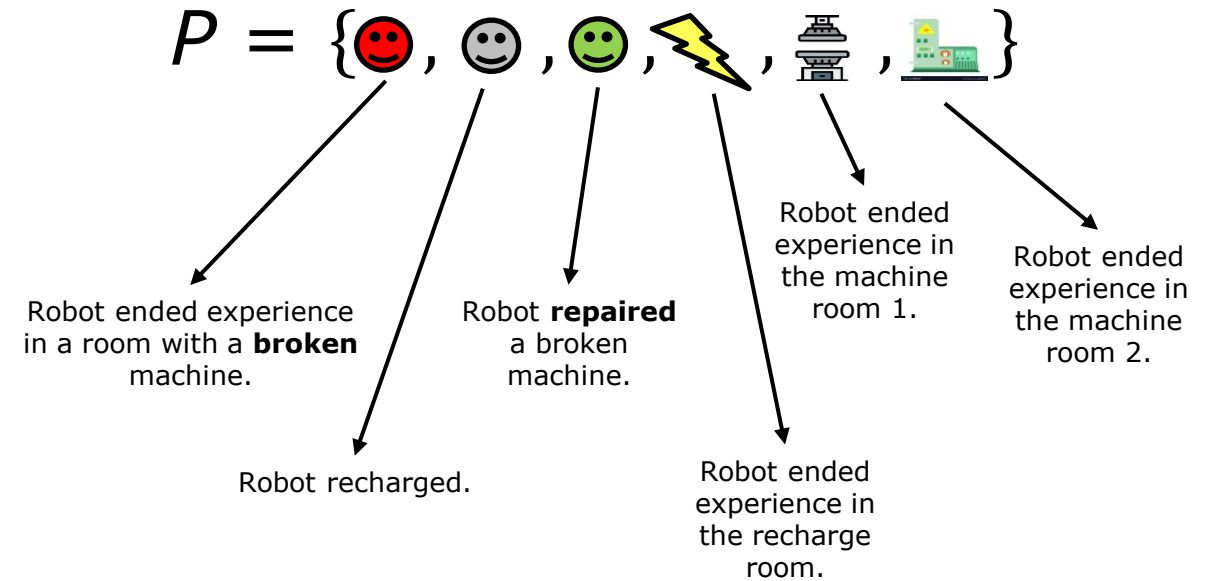 P = { , , , , , }
Robot ended
experience in
the machine
room 1.
Robot ended
experience in
the machine
room 2.
Robot ended experience
in a room with a broken
machine.
Robot repaired
a broken
machine.
Robot recharged.
Robot ended
experience in
the recharge
room.